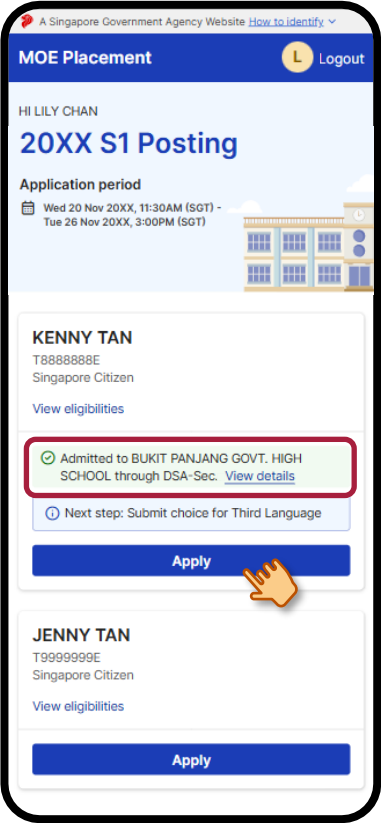 A Singapore Government Agency Website How to identify
MOE Placement
L Logout
HI LILY CHAN
20XX S1 Posting
Application period
Wed 20 Nov 20XX, 11:30AM (SGT) -
Tue 26 Nov 20XX, 3:00PM (SGT)
KENNY TAN
T8888888E
Singapore Citizen
View eligibilities
Admitted to BUKIT PANJANG GOVT. HIGH
SCHOOL through DSA-Sec. View details
Next step: Submit choice for Third Language
Apply
JENNY TAN
T9999999E
Singapore Citizen
View eligibilities
Apply